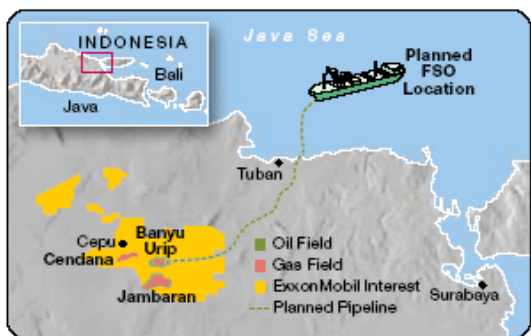 INDONESIA
Bali
Java
Java Sea
Planned
FSO
Location
Tuban
Banyu
Urip
Cepu
Cendana
Jambaran
Oil Field
Gas Field
ExxonMobil Interest
Planned Pipeline
Surabaya